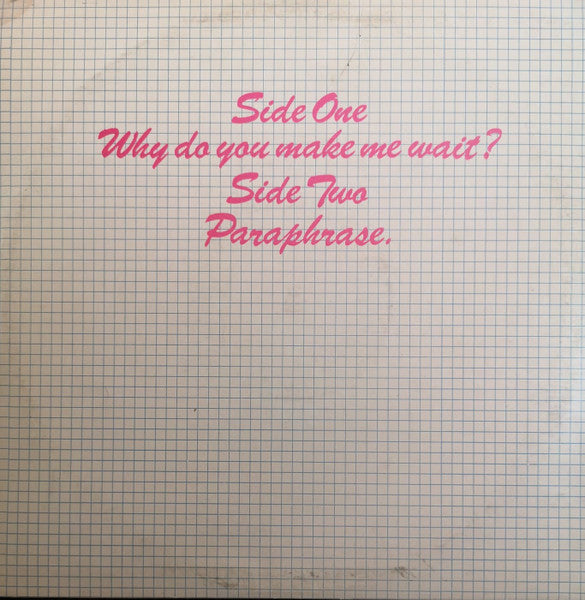 Side One
Why do you make me wait?
Side Two
Paraphrase.